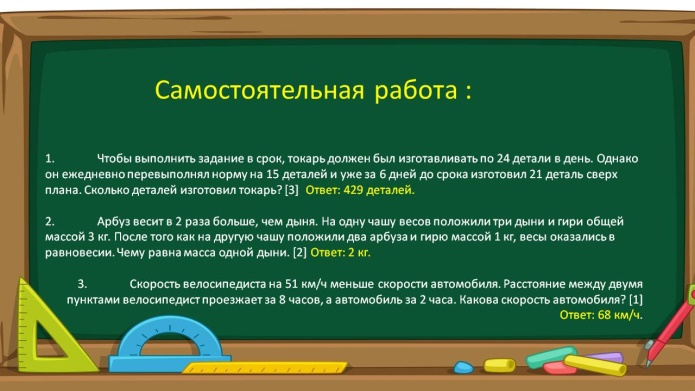 Самостоятельная работа :
1. Чтобы выполнить задание в срок, токарь должен был изготавливать по 24 детали в день. Однако
он ежедневно перевыполнял норму на 15 деталей и уже за 6 дней до срока изготовил 21 деталь сверх
плана. Сколько деталей изготовил токарь? [3] Ответ: 429 деталей.
2. Арбуз весит в 2 раза больше, чем дыня. На одну чашу весов положили три дыни и гири общей
массой 3 кг. После того как на другую чашу положили два арбуза и гирю массой 1 кг, весы оказались в
равновесии. Чему равна масса одной дыни. [2] Ответ: 2 кг.
3. Скорость велосипедиста на 51 км/ч меньше скорости автомобиля. Расстояние между двумя
пунктами велосипедист проезжает за 8 часов, а автомобиль за 2 часа. Какова скорость автомобиля? [1]
Ответ: 68 км/ч.